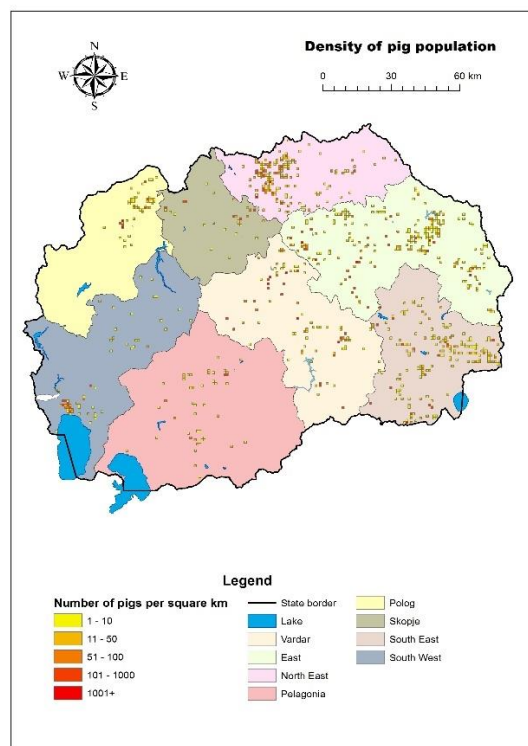 Density of pig population
N
W
E
S
0
30
60 km
Legend
Number of pigs per square km
1 - 10
11 - 50
51 - 100
101 - 1000
1001+
State border
Lake
Vardar
East
North East
Pelagonia
Polog
Skopje
South East
South West